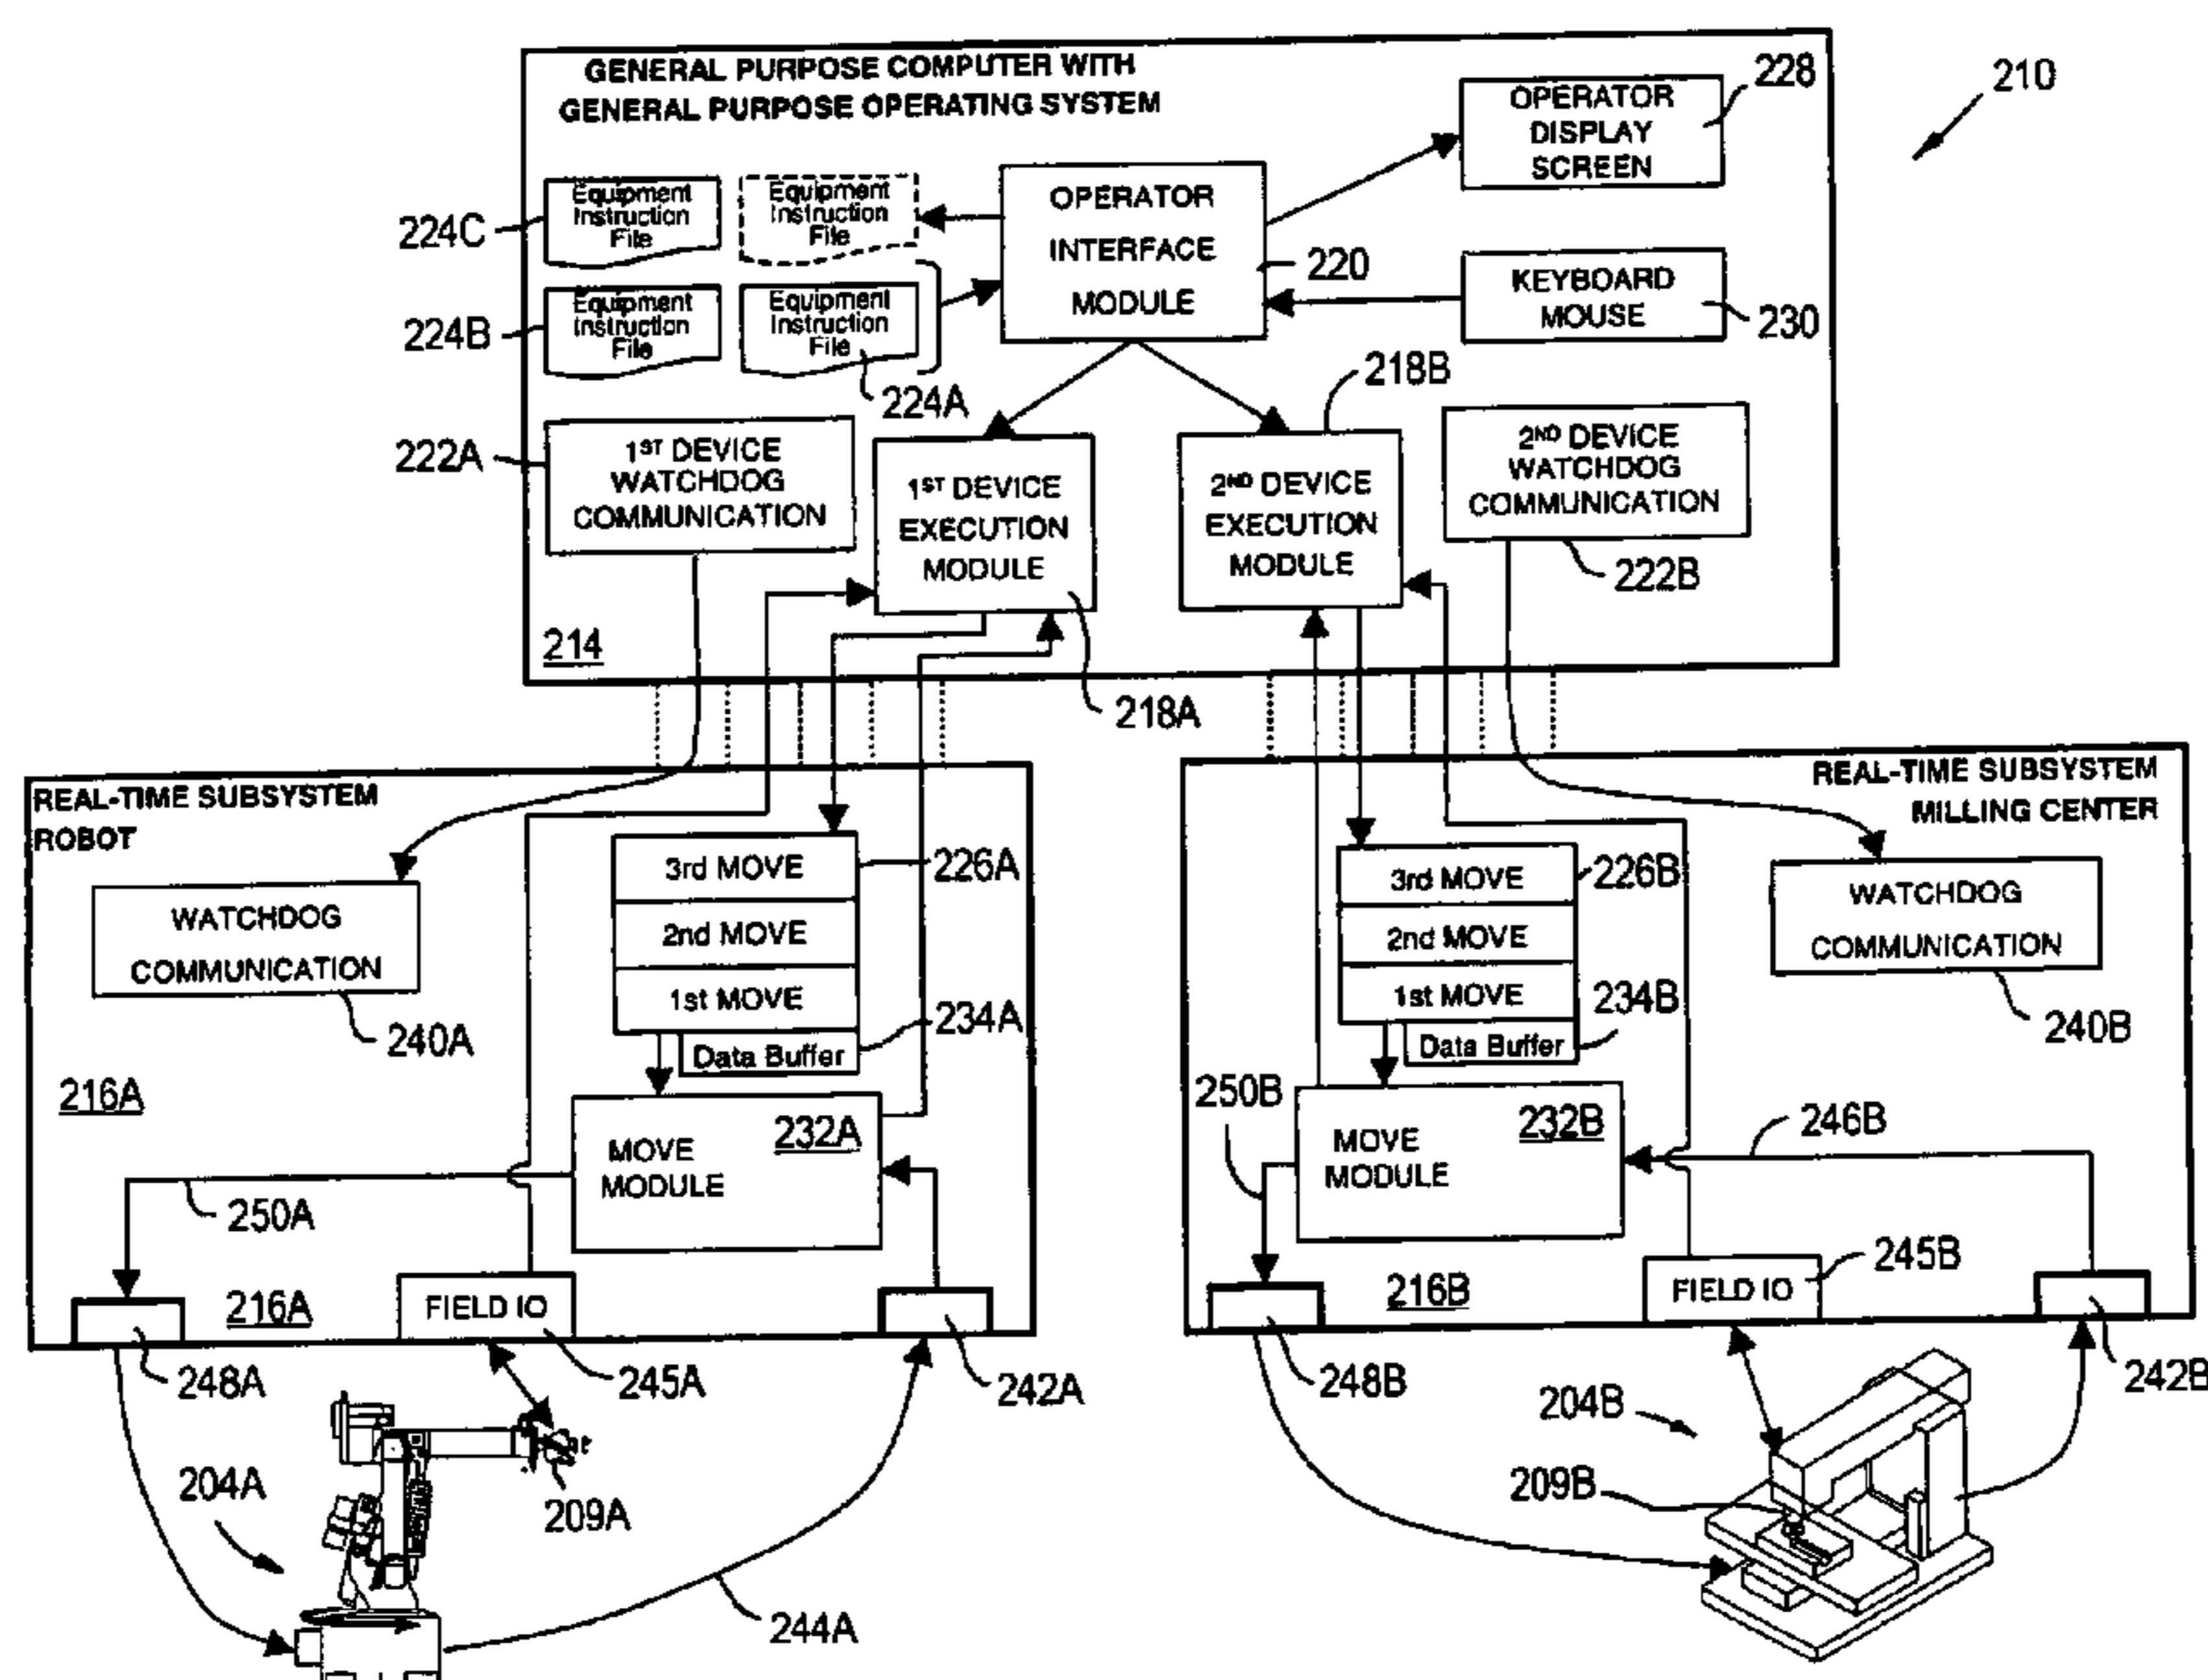 GENERAL PURPOSE COMPUTER WITH
GENERAL PURPOSE OPERATING SYSTEM
OPERATOR
DISPLAY
SCREEN
228
210
Equipment
Instruction
File
224C
Equipment
Instruction
File
OPERATOR
INTERFACE
MODULE
220
KEYBOARD
MOUSE
230
Equipment
Instruction
File
224B
Equipment
Instruction
File
224A
218B
222A
1ST DEVICE
WATCHDOG
COMMUNICATION
1ST DEVICE
EXECUTION
MODULE
2ND DEVICE
EXECUTION
MODULE
2ND DEVICE
WATCHDOG
COMMUNICATION
222B
214
218A
REAL-TIME SUBSYSTEM
ROBOT
3rd MOVE
2nd MOVE
1st MOVE
Data Buffer
226A
234A
WATCHDOG
COMMUNICATION
240A
216A
MOVE
MODULE
232A
250A
216A
FIELD IO
248A
245A
242A
204A
209A
244A
REAL-TIME SUBSYSTEM
MILLING CENTER
3rd MOVE
2nd MOVE
1st MOVE
Data Buffer
226B
234B
WATCHDOG
COMMUNICATION
240B
250B
MOVE
MODULE
232B
246B
216B
FIELD IO
245B
248B
242B
204B
209B